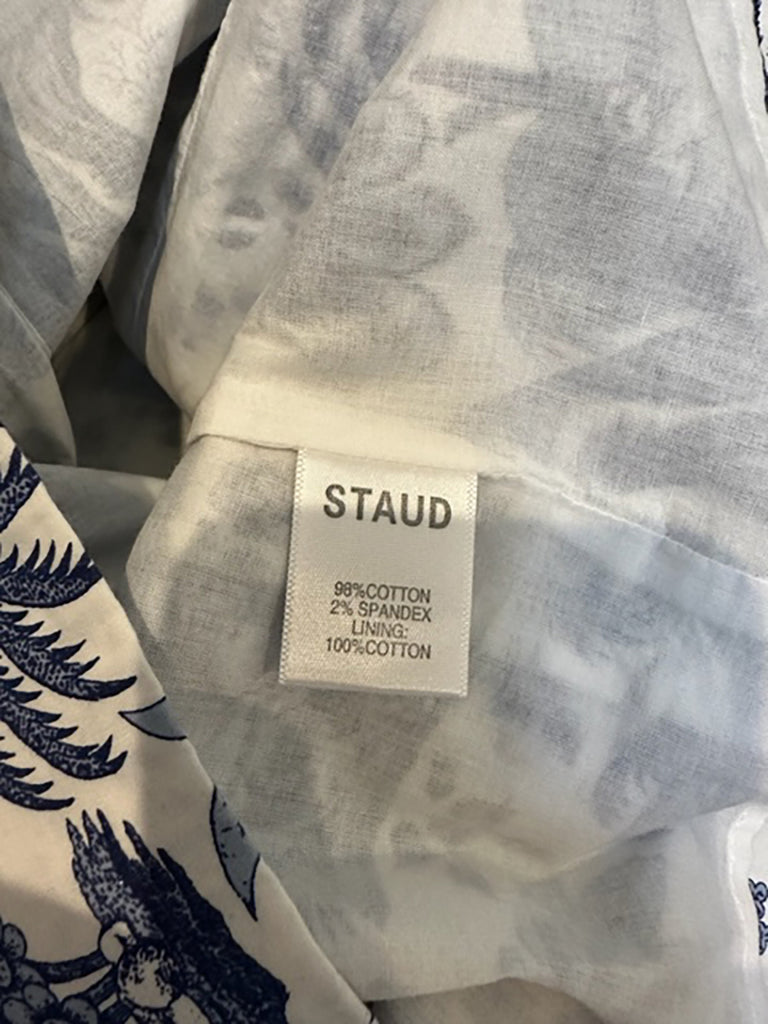 STAUD
98%COTTON
2% SPANDEX
LINING:
100%COTTON